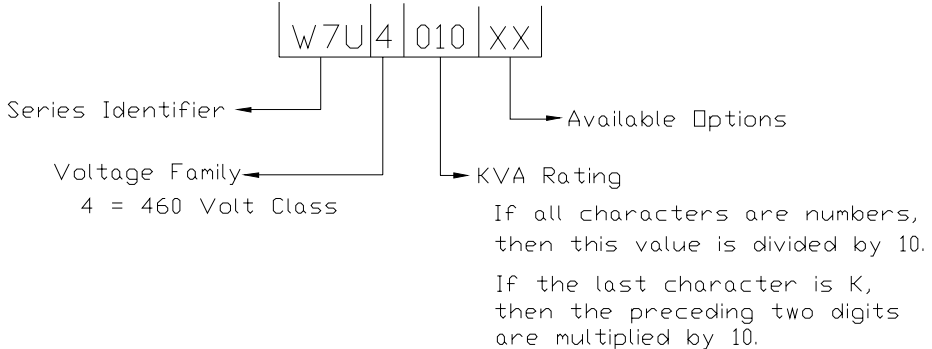 W7U 4 010 XX
Series Identifier
Available Options
Voltage Family
KVA Rating
4 = 460 Volt Class
If all characters are numbers,
then this value is divided by 10.
If the last character is K,
then the preceding two digits
are multiplied by 10.